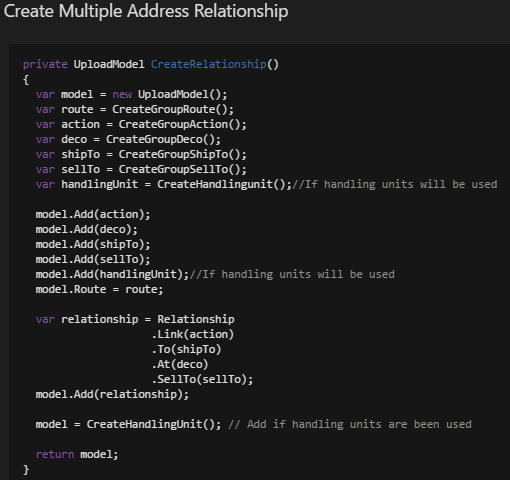 Create Multiple Address Relationship
private UploadModel CreateRelationship()
{
var model = new UploadModel();
var route = CreateGroupRoute();
var action = CreateGroupAction();
var deco = CreateGroupDeco();
var shipTo = CreateGroupShipTo();
var sellTo = CreateGroupSellTo();
var handlingUnit = CreateHandlingunit();//If handling units will be used
model.Add(action);
model.Add(deco);
model.Add(shipTo);
model.Add(sellTo);
model.Add(handlingUnit);//If handling units will be used
model.Route = route;
var relationship = Relationship
.Link(action)
.To(shipTo)
.At(deco)
.SellTo(sellTo);
model.Add(relationship);
model = CreateHandlingUnit(); // Add if handling units are been used
return model;
}